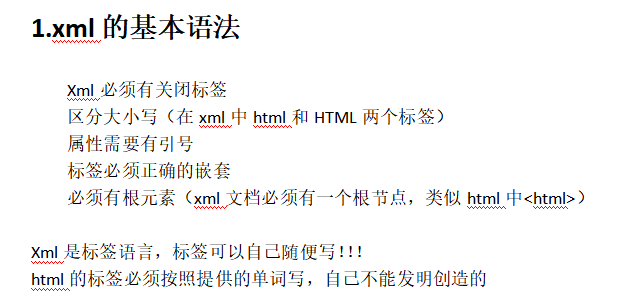 1.xml 的基本语法
Xml 必须有关闭标签
区分大小写（在 xml 中 html 和 HTML 两个标签）
属性需要有引号
标签必须正确的嵌套
必须有根元素（xml 文档必须有一个根节点，类似 html 中<html>）
Xml 是标签语言，标签可以自己随便写!!!
html 的标签必须按照提供的单词写，自己不能发明创造的